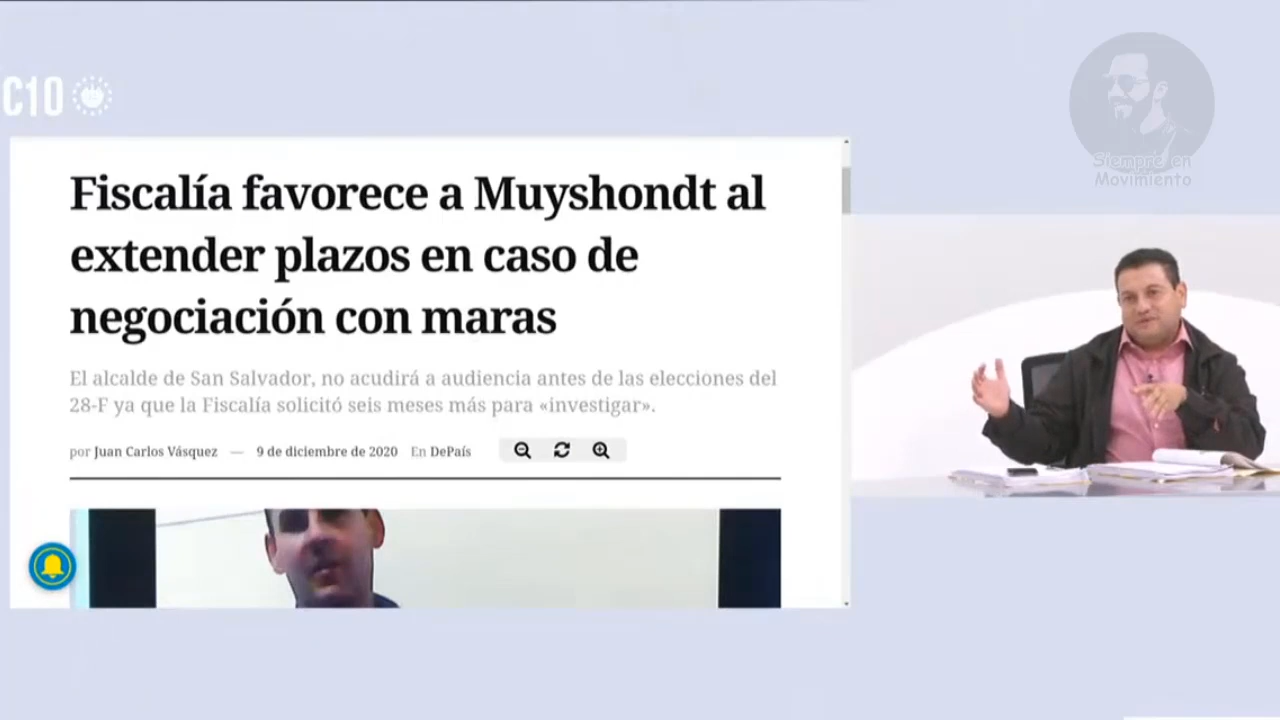 C10
Siempre en
Movimiento
Fiscalía favorece a Muyshondt al
extender plazos en caso de
negociación con maras
El alcalde de San Salvador, no acudirá a audiencia antes de las elecciones del
28-F ya que la Fiscalía solicitó seis meses más para «investigar».
por Juan Carlos Vásquez — 9 de diciembre de 2020 En DePaís